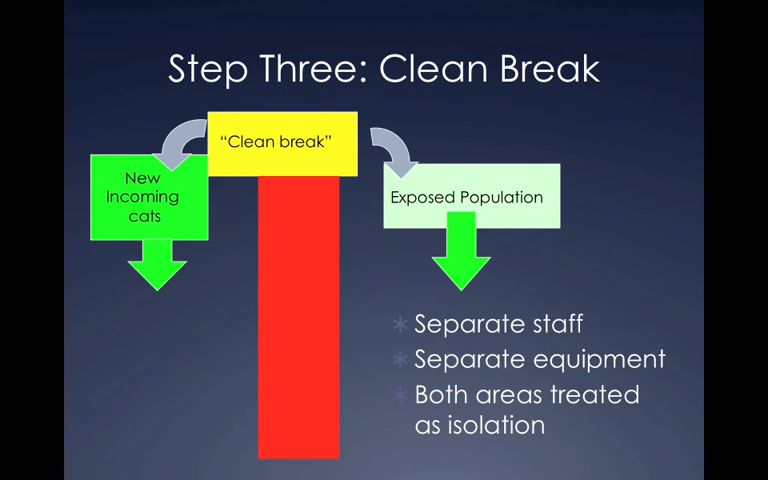 Step Three: Clean Break
“Clean break”
New
Incoming
cats
Exposed Population
Separate staff
Separate equipment
Both areas treated
as isolation